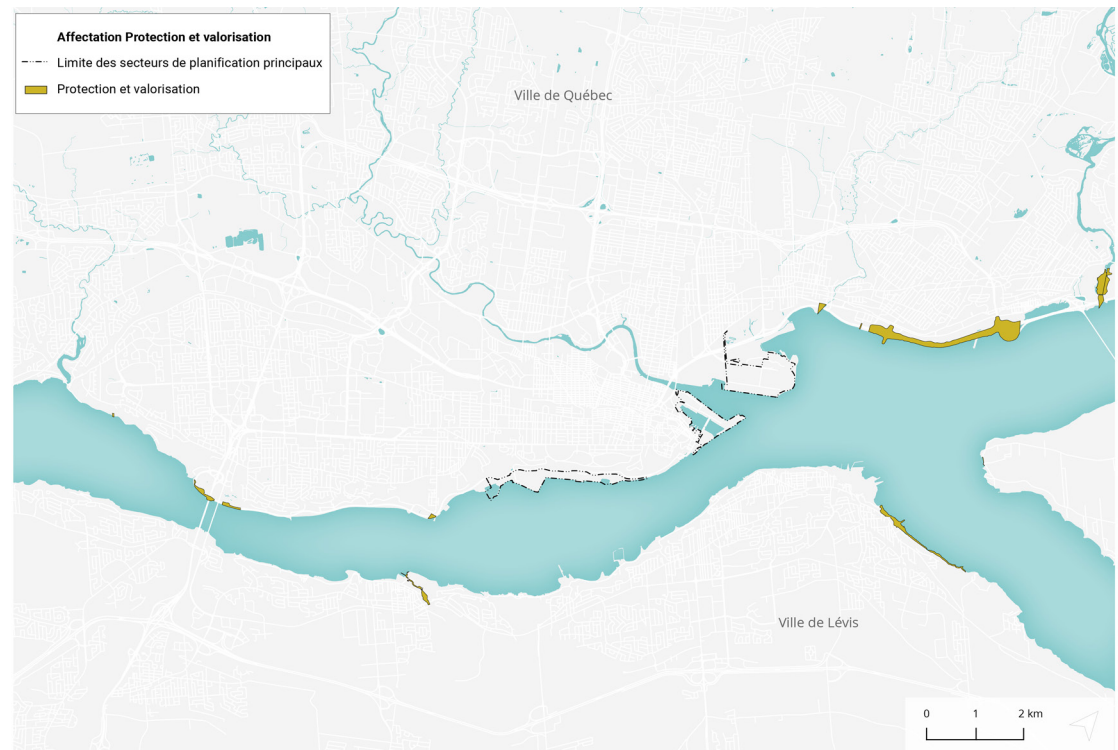 Affectation Protection et valorisation
Limite des secteurs de planification principaux
Protection et valorisation
Ville de Québec
Ville de Lévis
0 1 2 km